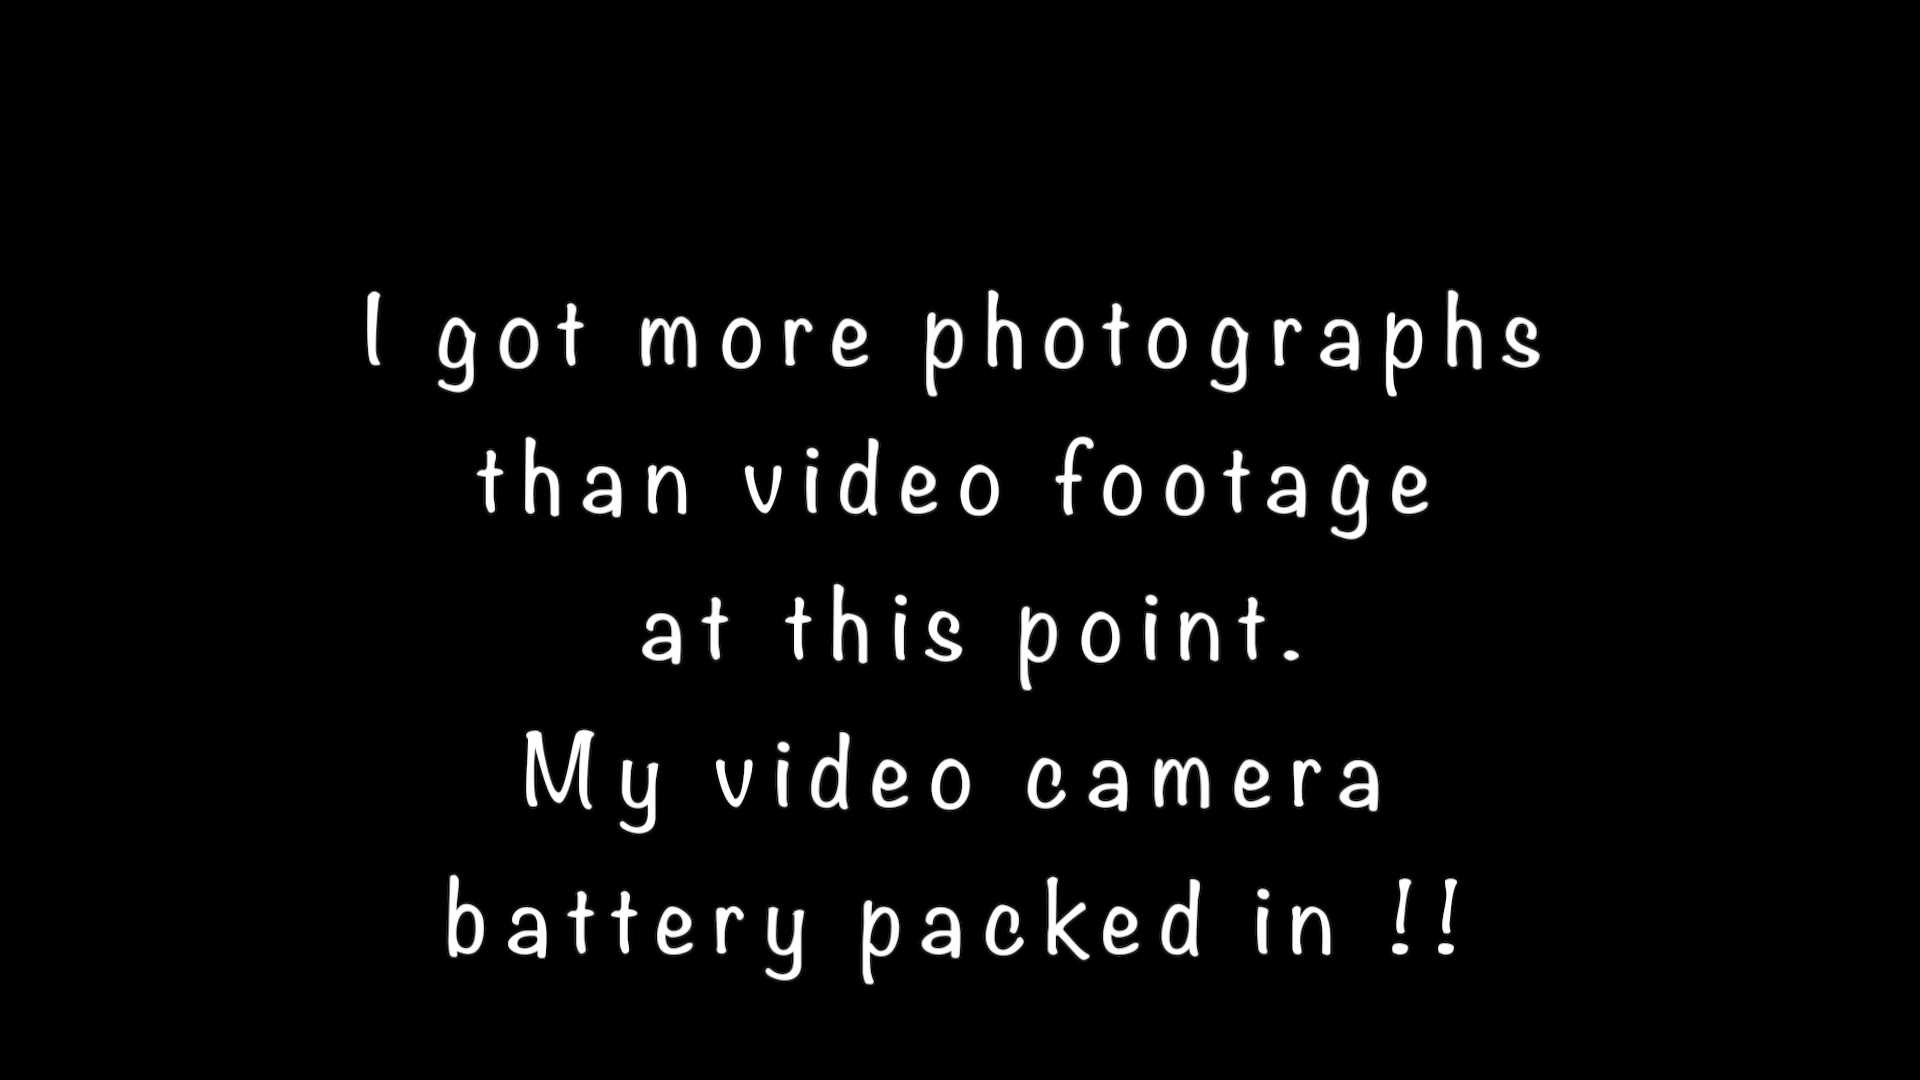 I got more photographs
than video footage
at this point.
My video camera
battery packed in !!